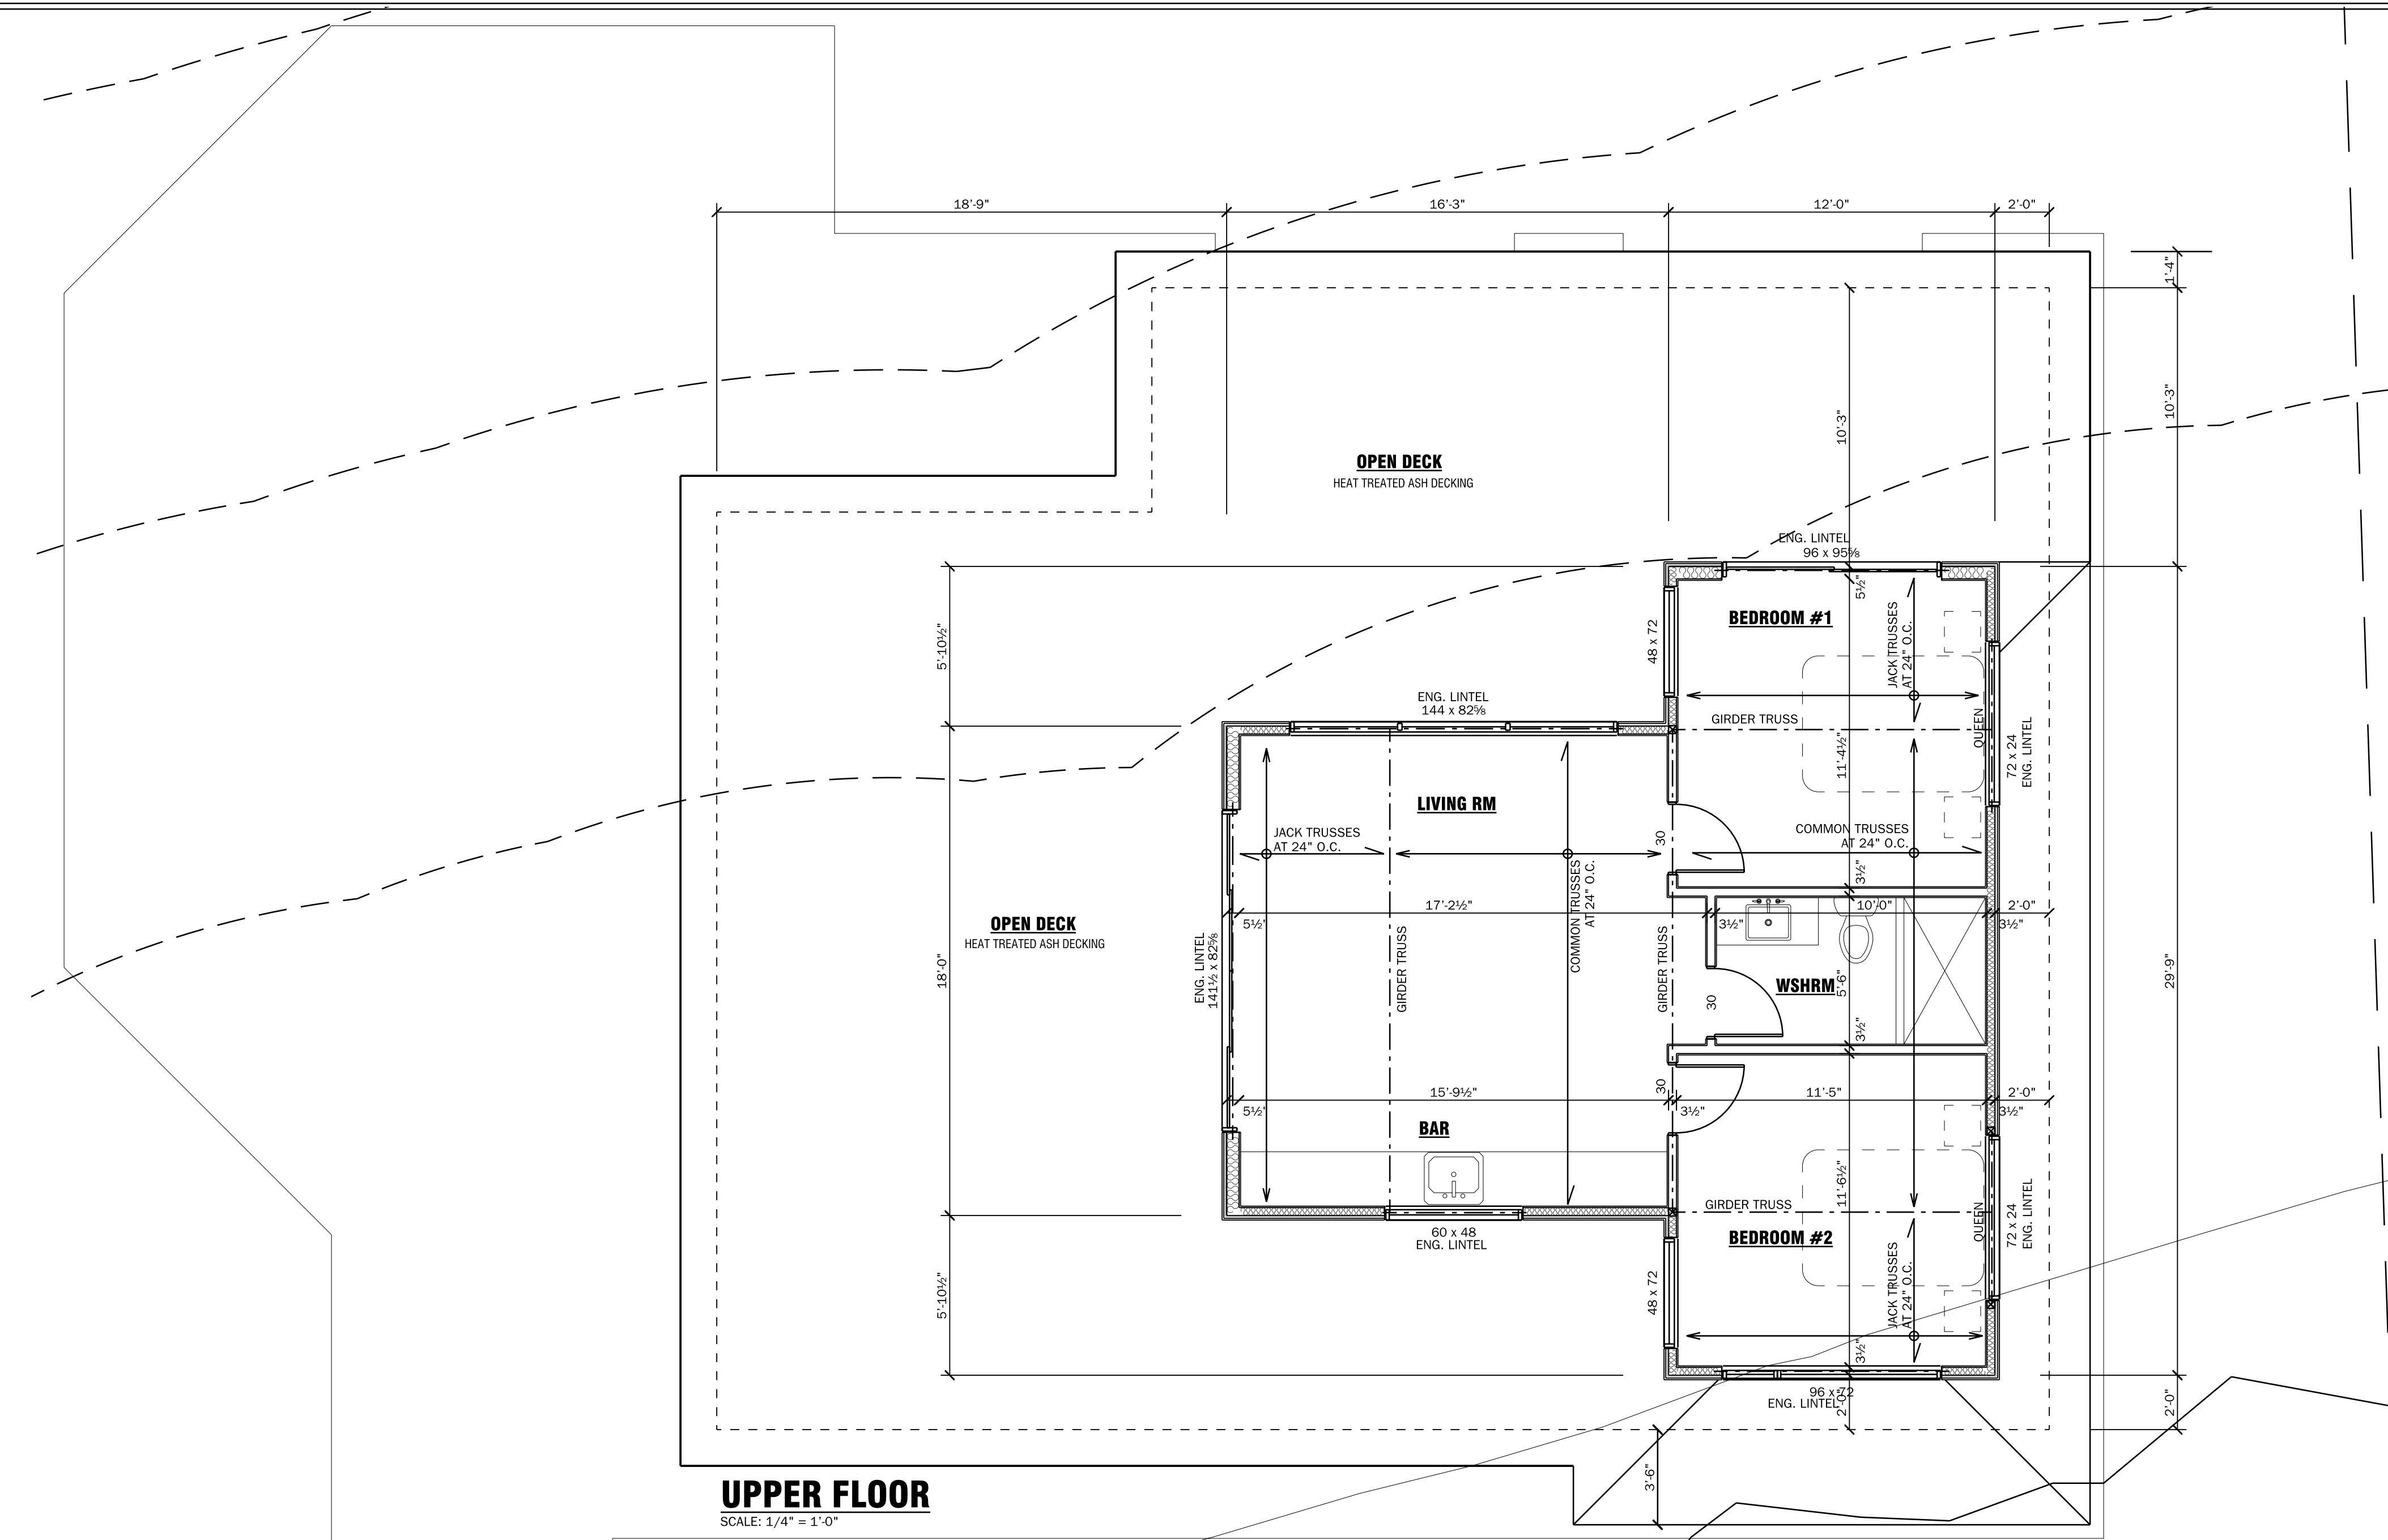 18'-9"
16'-3"
12'-0"
2'-0"
1'-4"
10'-3"
10'-3"
OPEN DECK
HEAT TREATED ASH DECKING
ENG. LINTEL
96 x 95⅝
5½"
5'-10½"
48 x 72
BEDROOM #1
JACK TRUSSES
AT 24" O.C.
ENG. LINTEL
144 x 82⅝
GIRDER TRUSS
QUEEN
72 x 24
ENG. LINTEL
11'-4½"
LIVING RM
JACK TRUSSES
AT 24" O.C.
30
COMMON TRUSSES
AT 24" O.C.
3½"
17'-2½"
COMMON TRUSSES
AT 24" O.C.
10'-0"
2'-0"
5½"
3½"
3½"
OPEN DECK
HEAT TREATED ASH DECKING
ENG. LINTEL
141½ x 82⅝
GIRDER TRUSS
GIRDER TRUSS
18'-0"
WSHRM
5'-6"
29'-9"
30
3½"
15'-9½"
30
11'-5"
2'-0"
5½"
3½"
3½"
BAR
11'-6½"
GIRDER TRUSS
QUEEN
72 x 24
ENG. LINTEL
60 x 48
ENG. LINTEL
BEDROOM #2
5'-10½"
48 x 72
JACK TRUSSES
AT 24" O.C.
3½"
96 x 72
ENG. LINTEL
2'-0"
2'-0"
3'-6"
UPPER FLOOR
SCALE: 1/4" = 1'-0"